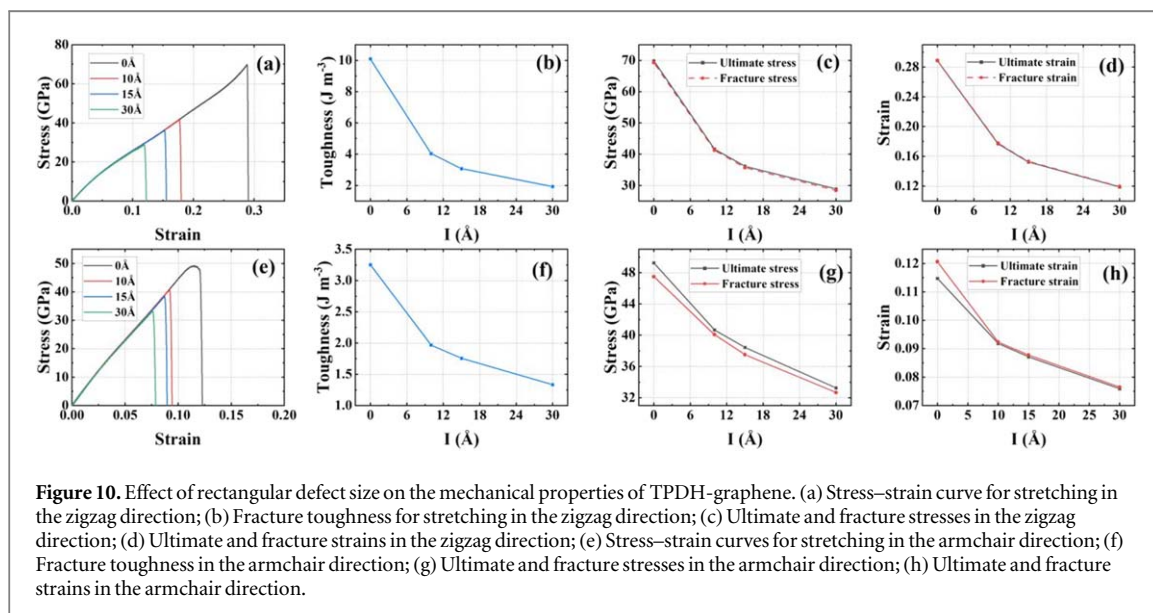 80
60
40
20
0
Stress (GPa)
0Å
10Å
15Å
30Å
(a)
0.0 0.1 0.2 0.3
Strain
10
8
6
4
2
Toughness (J m⁻³)
(b)
0 6 12 18 24 30
I (Å)
70
60
50
40
30
Stress (GPa)
Ultimate stress
Fracture stress
(c)
0 6 12 18 24 30
I (Å)
0.28
0.24
0.20
0.16
0.12
Strain
Ultimate strain
Fracture strain
(d)
0 6 12 18 24 30
I (Å)
50
40
30
20
10
0
Stress (GPa)
0Å
10Å
15Å
30Å
(e)
0.00 0.05 0.10 0.15 0.20
Strain
3.5
3.0
2.5
2.0
1.5
1.0
Toughness (J m⁻³)
(f)
0 6 12 18 24 30
I (Å)
48
44
40
36
32
Stress (GPa)
Ultimate stress
Fracture stress
(g)
0 6 12 18 24 30
I (Å)
0.12
0.11
0.10
0.09
0.08
0.07
Strain
Ultimate strain
Fracture strain
(h)
0 5 10 15 20 25 30
I (Å)
Figure 10. Effect of rectangular defect size on the mechanical properties of TPDH-graphene. (a) Stress–strain curve for stretching in
the zigzag direction; (b) Fracture toughness for stretching in the zigzag direction; (c) Ultimate and fracture stresses in the zigzag
direction; (d) Ultimate and fracture strains in the zigzag direction; (e) Stress–strain curves for stretching in the armchair direction; (f)
Fracture toughness in the armchair direction; (g) Ultimate and fracture stresses in the armchair direction; (h) Ultimate and fracture
strains in the armchair direction.